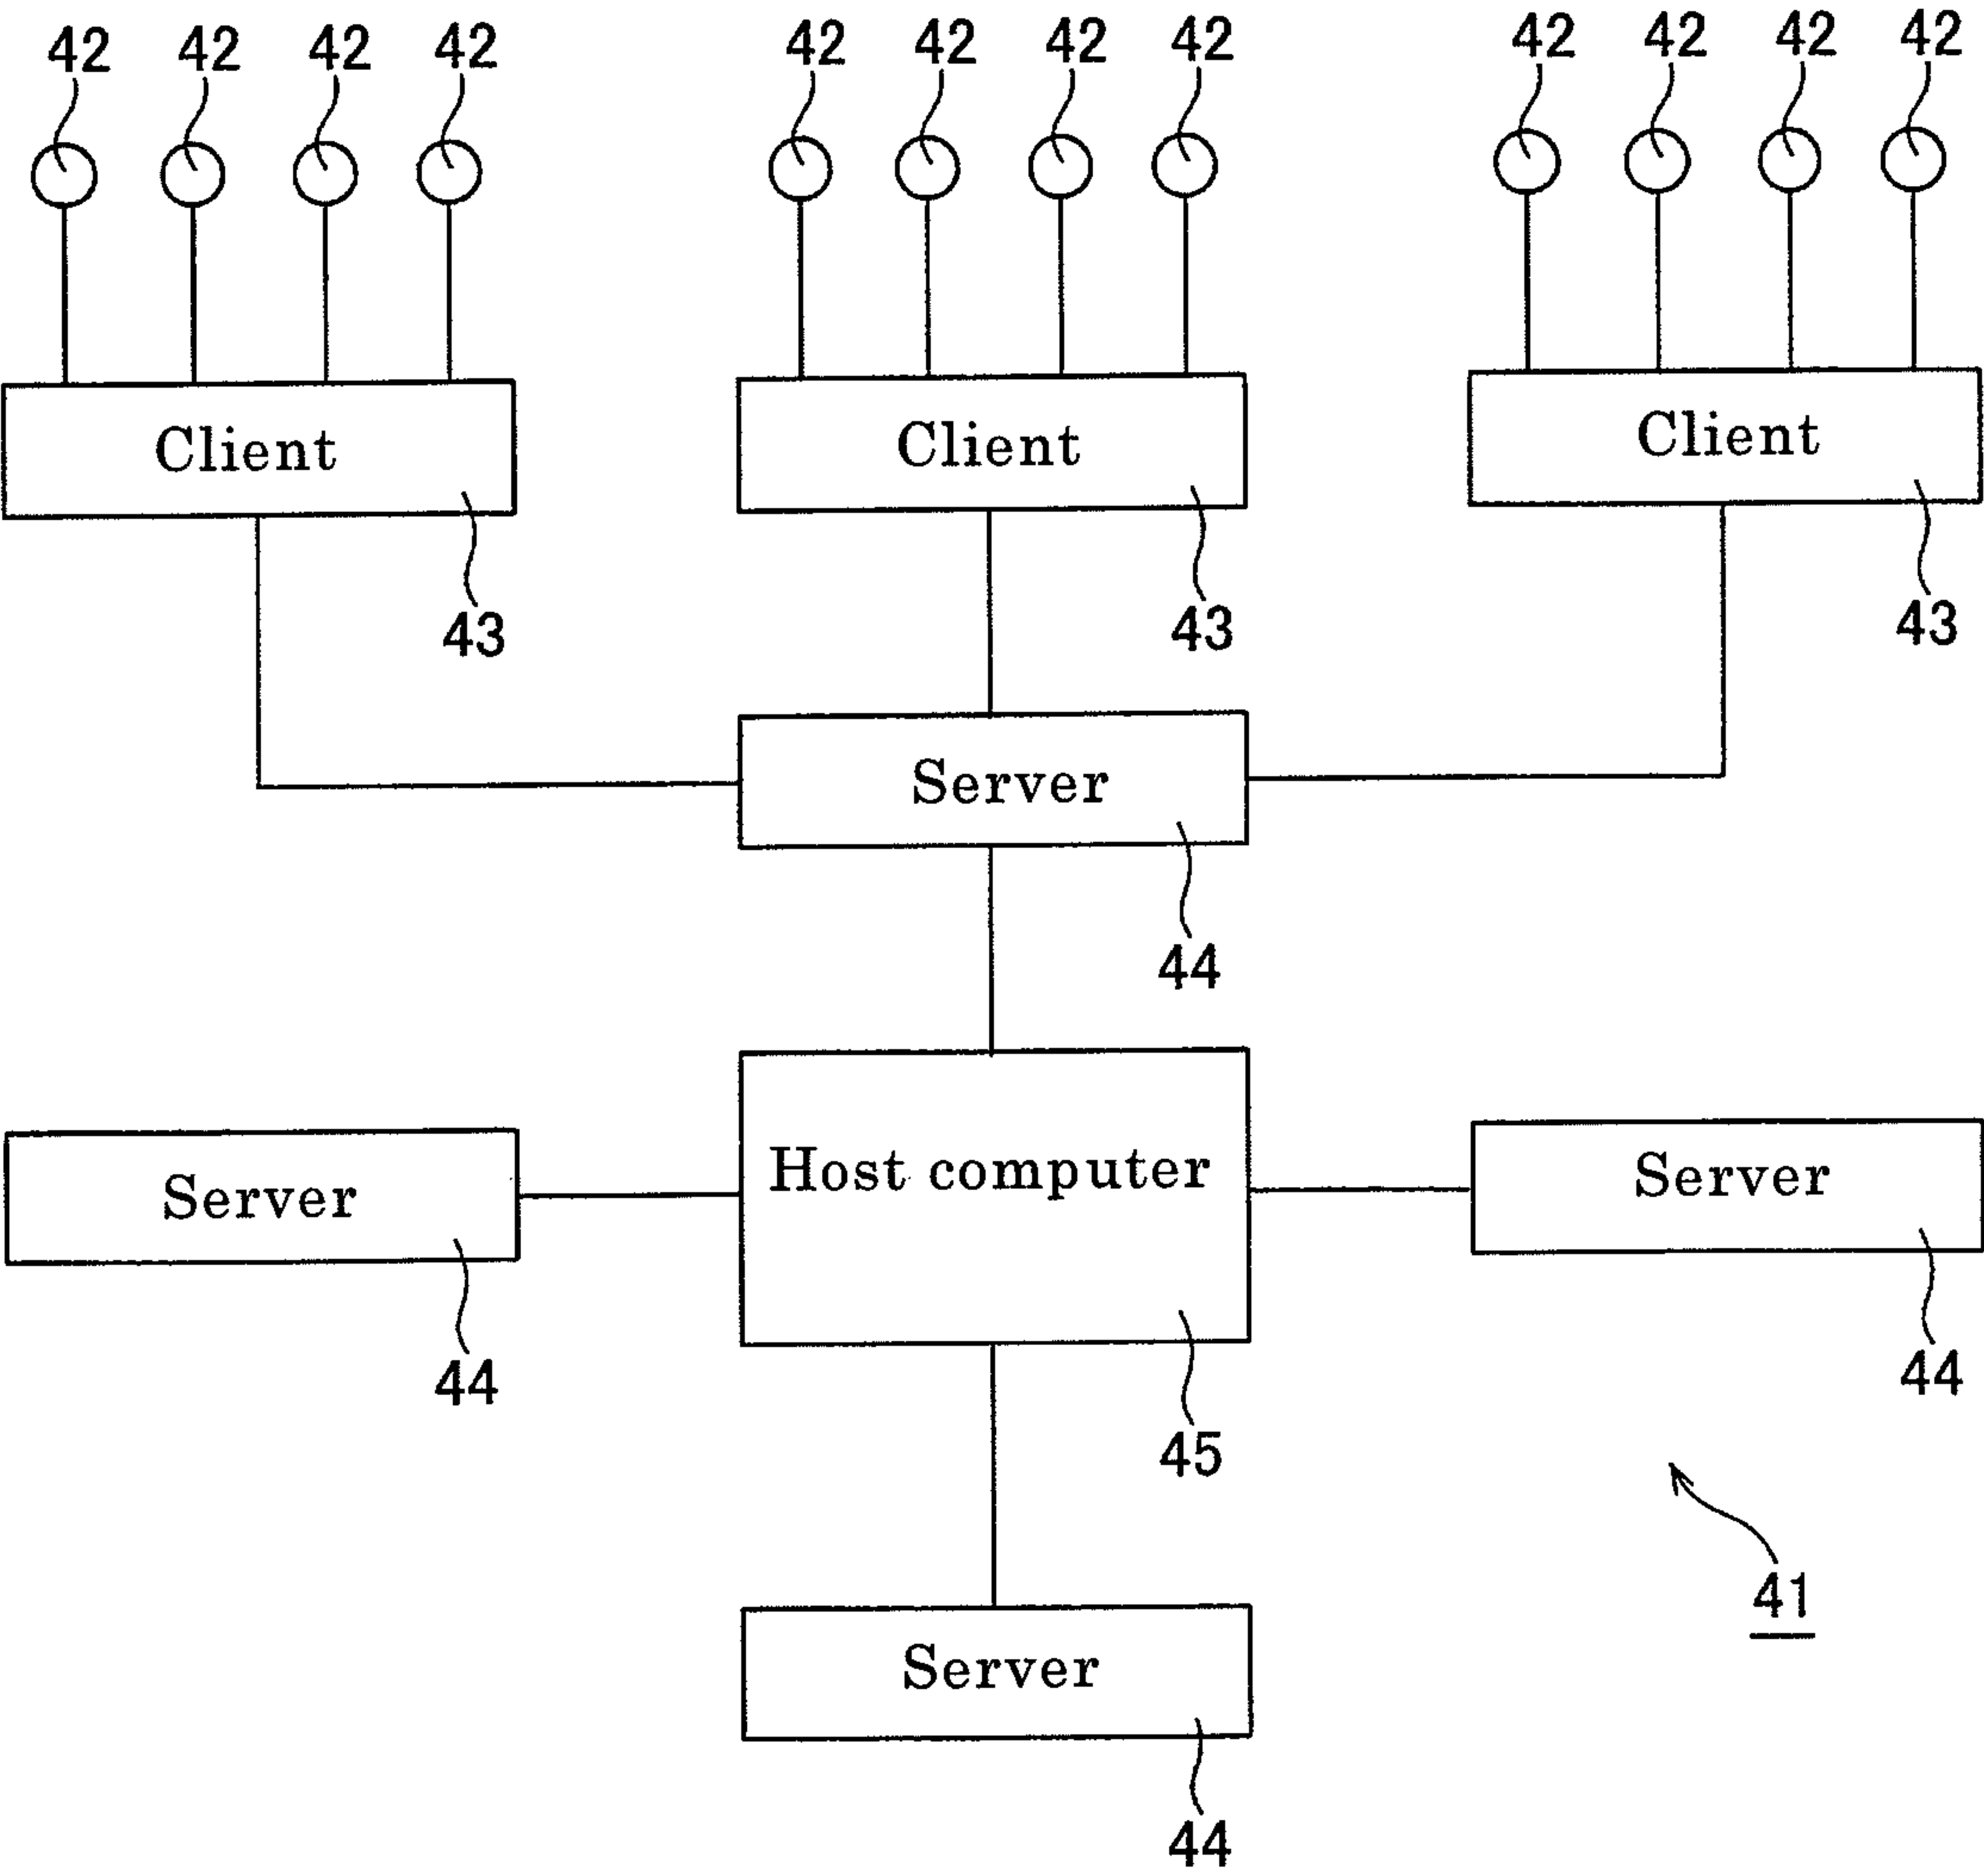 42 42 42 42 42 42 42 42 42 42 42 42
Client Client Client
43 43 43
Server
44
Host computer
Server Server
44 44
45
41
Server
44